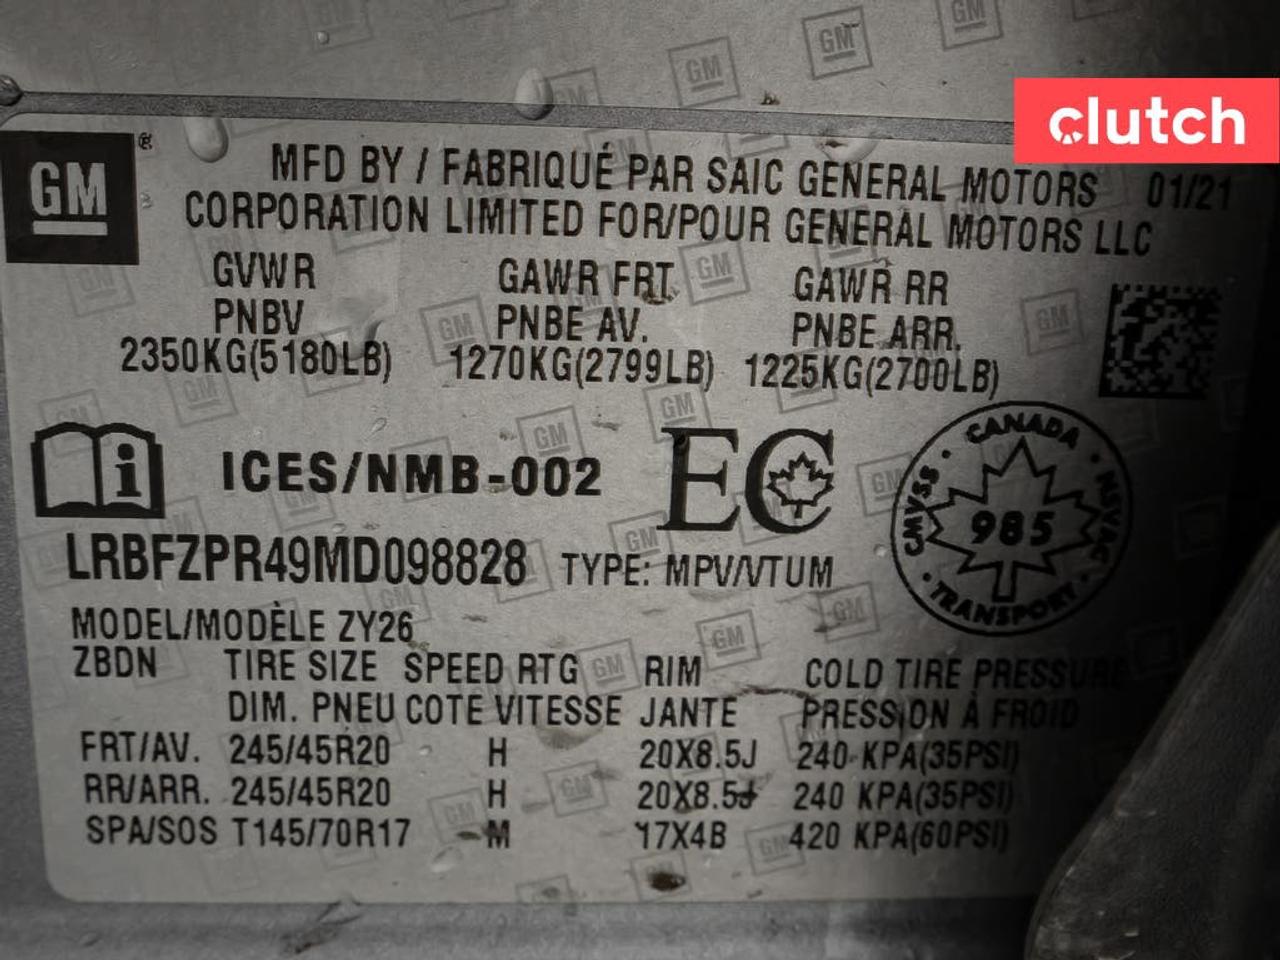 clutch
GM
MFD BY / FABRIQUÉ PAR SAIC GENERAL MOTORS 01/21
CORPORATION LIMITED FOR/POUR GENERAL MOTORS LLC
GVWR GAWR FRT GAWR RR
PNBV PNBE AV. PNBE ARR.
2350KG(5180LB) 1270KG(2799LB) 1225KG(2700LB)
ICES/NMB-002 EC
CANADA
CMVSS · NSVAC
985
TRANSPORT
LRBFZPR49MD098828 TYPE: MPV/VTUM
MODEL/MODÈLE ZY26
ZBDN TIRE SIZE SPEED RTG RIM COLD TIRE PRESSURE
DIM. PNEU COTE VITESSE JANTE PRESSION À FROID
FRT/AV. 245/45R20 H 20X8.5J 240 KPA(35PSI)
RR/ARR. 245/45R20 H 20X8.5J 240 KPA(35PSI)
SPA/SOS T145/70R17 M 17X4B 420 KPA(60PSI)